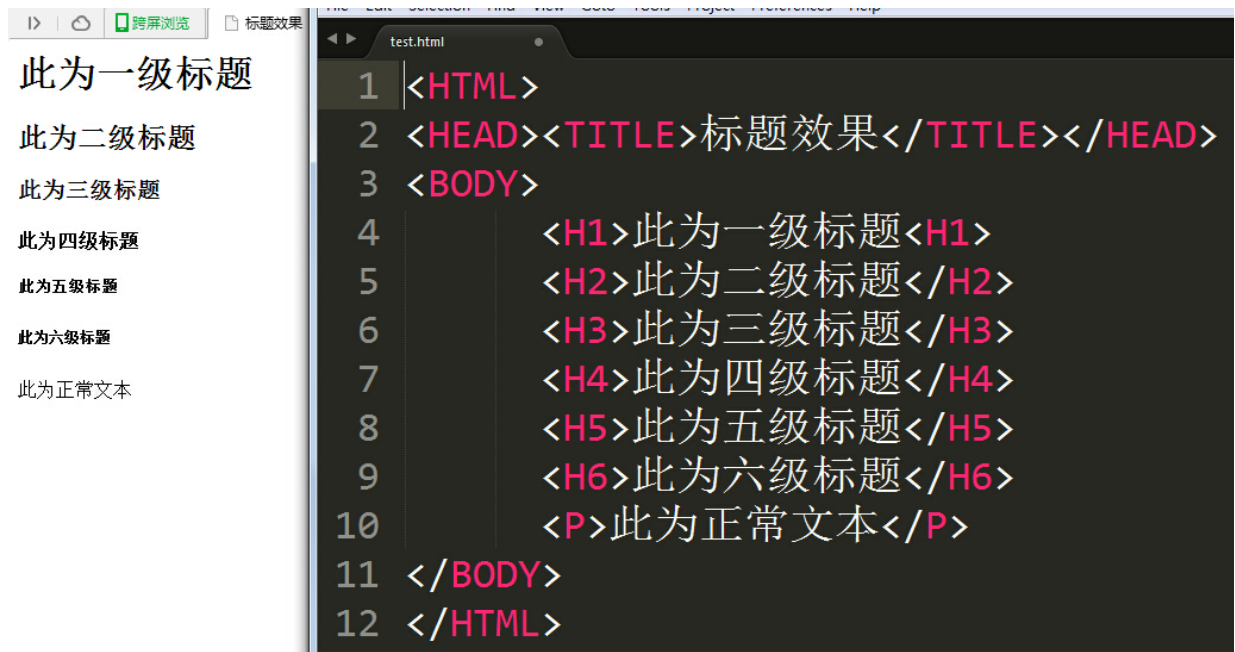 跨屏浏览 标题效果
此为一级标题
此为二级标题
此为三级标题
此为四级标题
此为五级标题
此为六级标题
此为正常文本
test.html
1 <HTML>
2 <HEAD><TITLE>标题效果</TITLE></HEAD>
3 <BODY>
4 <H1>此为一级标题<H1>
5 <H2>此为二级标题</H2>
6 <H3>此为三级标题</H3>
7 <H4>此为四级标题</H4>
8 <H5>此为五级标题</H5>
9 <H6>此为六级标题</H6>
10 <P>此为正常文本</P>
11 </BODY>
12 </HTML>